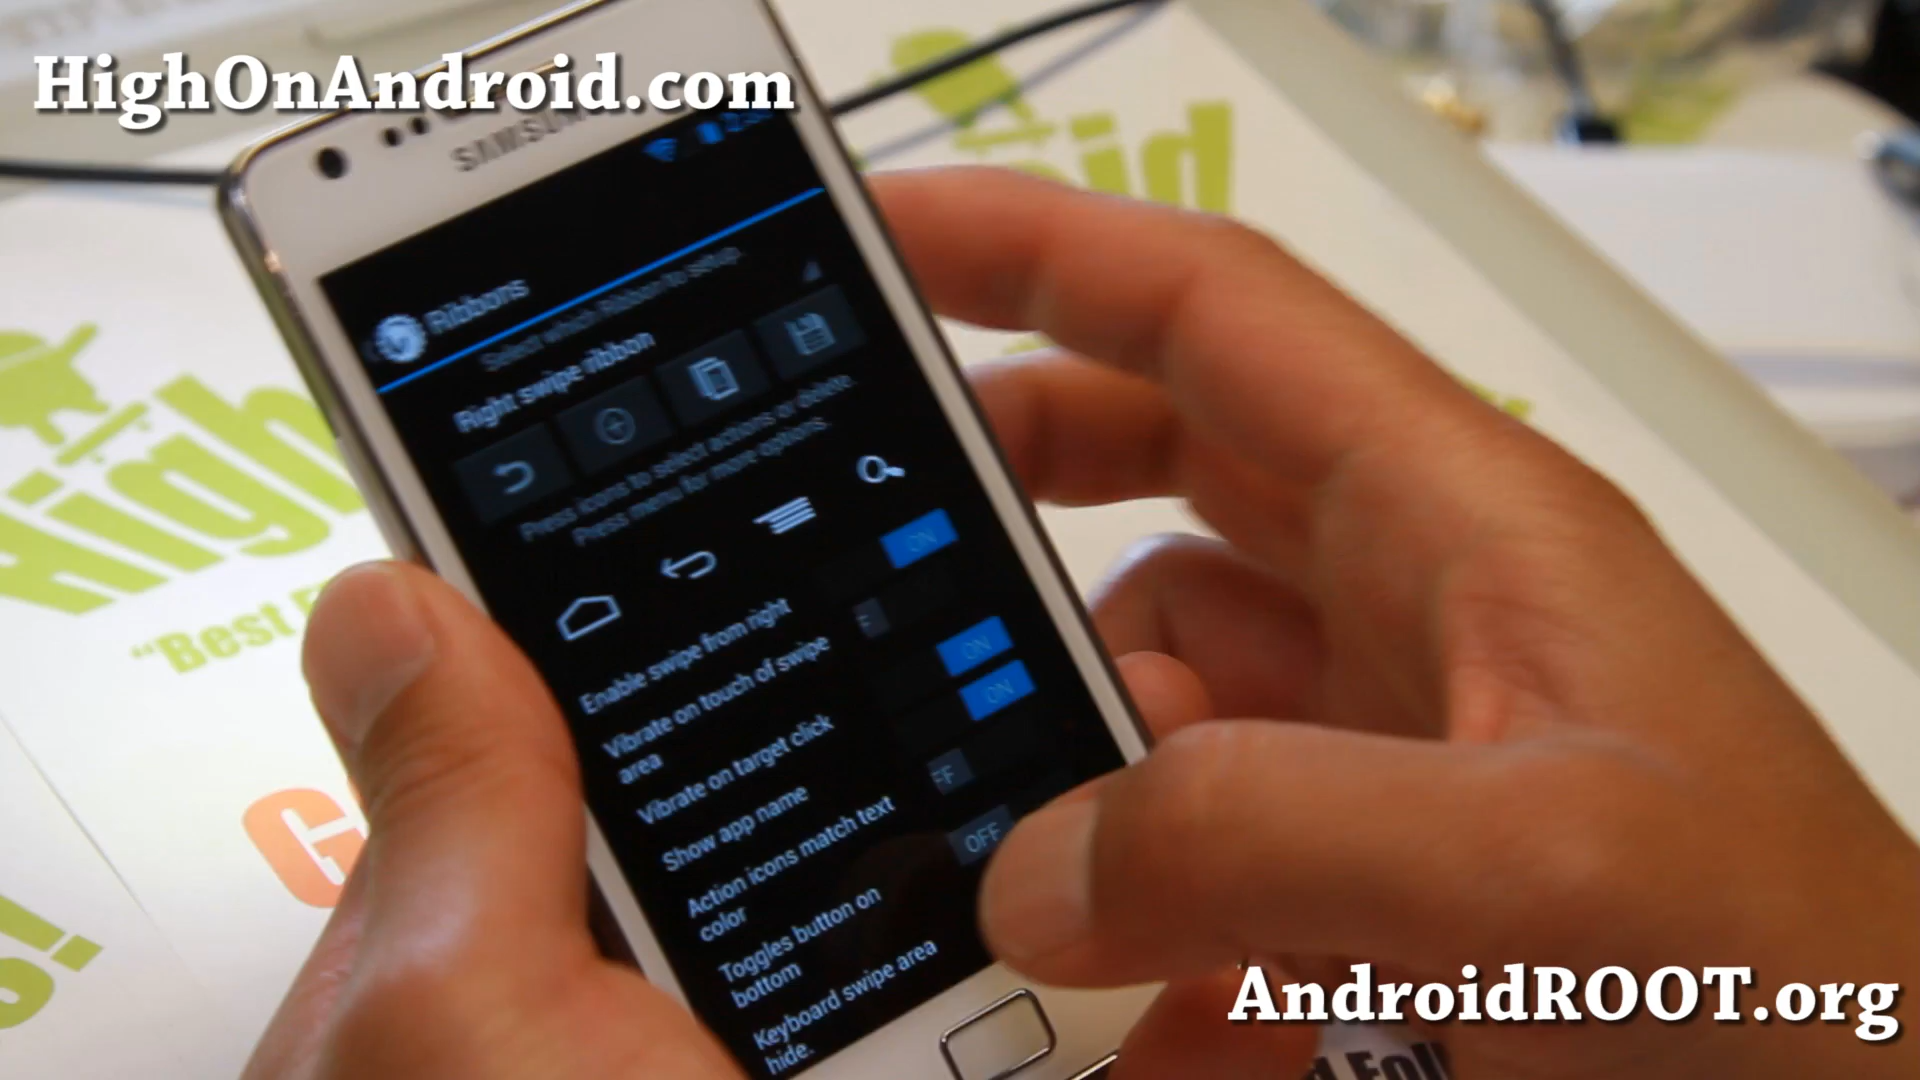 HighOnAndroid.com
SAMSUNG
Ribbons
Select which Ribbon to setup.
Right swipe ribbon
Press icons to select actions or delete.
Press menu for more options.
Enable swipe from right
ON
Vibrate on touch of swipe
area
Vibrate on target click
ON
Show app name
ON
Action icons match text
color
FF
Toggles button on
bottom
OFF
Keyboard swipe area
hide.
High
"Best
AndroidROOT.org